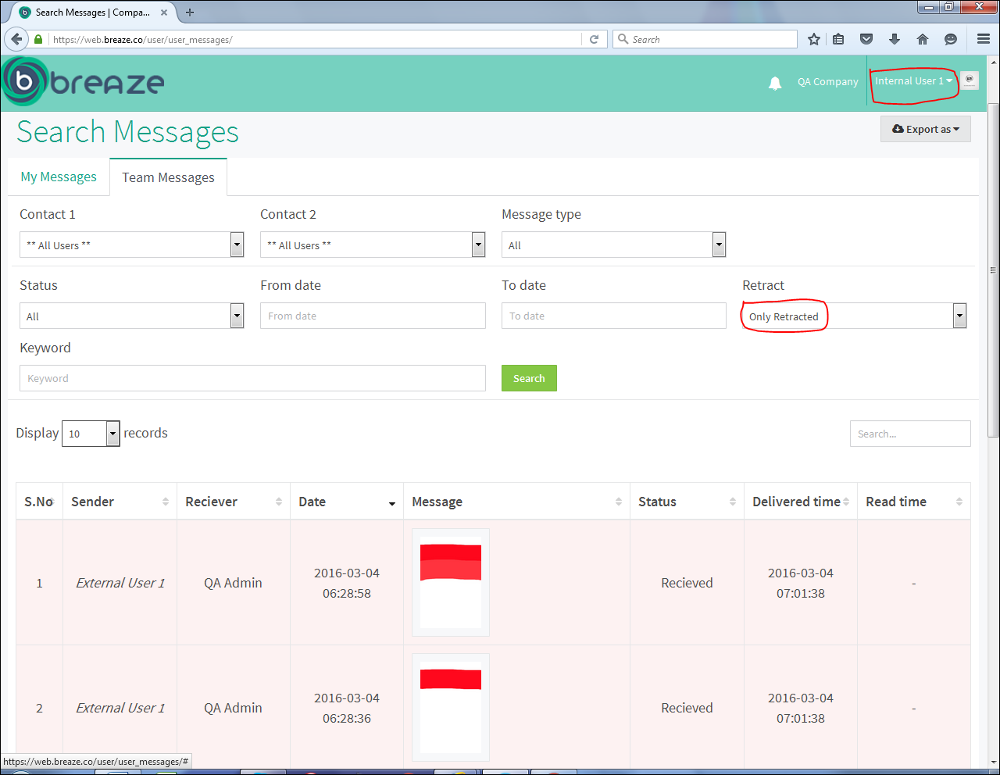 Search Messages | Compa...
https://web.breaze.co/user/user_messages/
Search
b breaze
QA Company
Internal User 1
Search Messages
Export as
My Messages
Team Messages
Contact 1
Contact 2
Message type
** All Users **
** All Users **
All
Status
From date
To date
Retract
All
From date
To date
Only Retracted
Keyword
Keyword
Search
Display 10 records
Search...
S.No Sender Reciever Date Message Status Delivered time Read time
1 External User 1 QA Admin 2016-03-04 06:28:58 Recieved 2016-03-04 07:01:38 -
2 External User 1 QA Admin 2016-03-04 06:28:36 Recieved 2016-03-04 07:01:38 -
https://web.breaze.co/user/user_messages/#